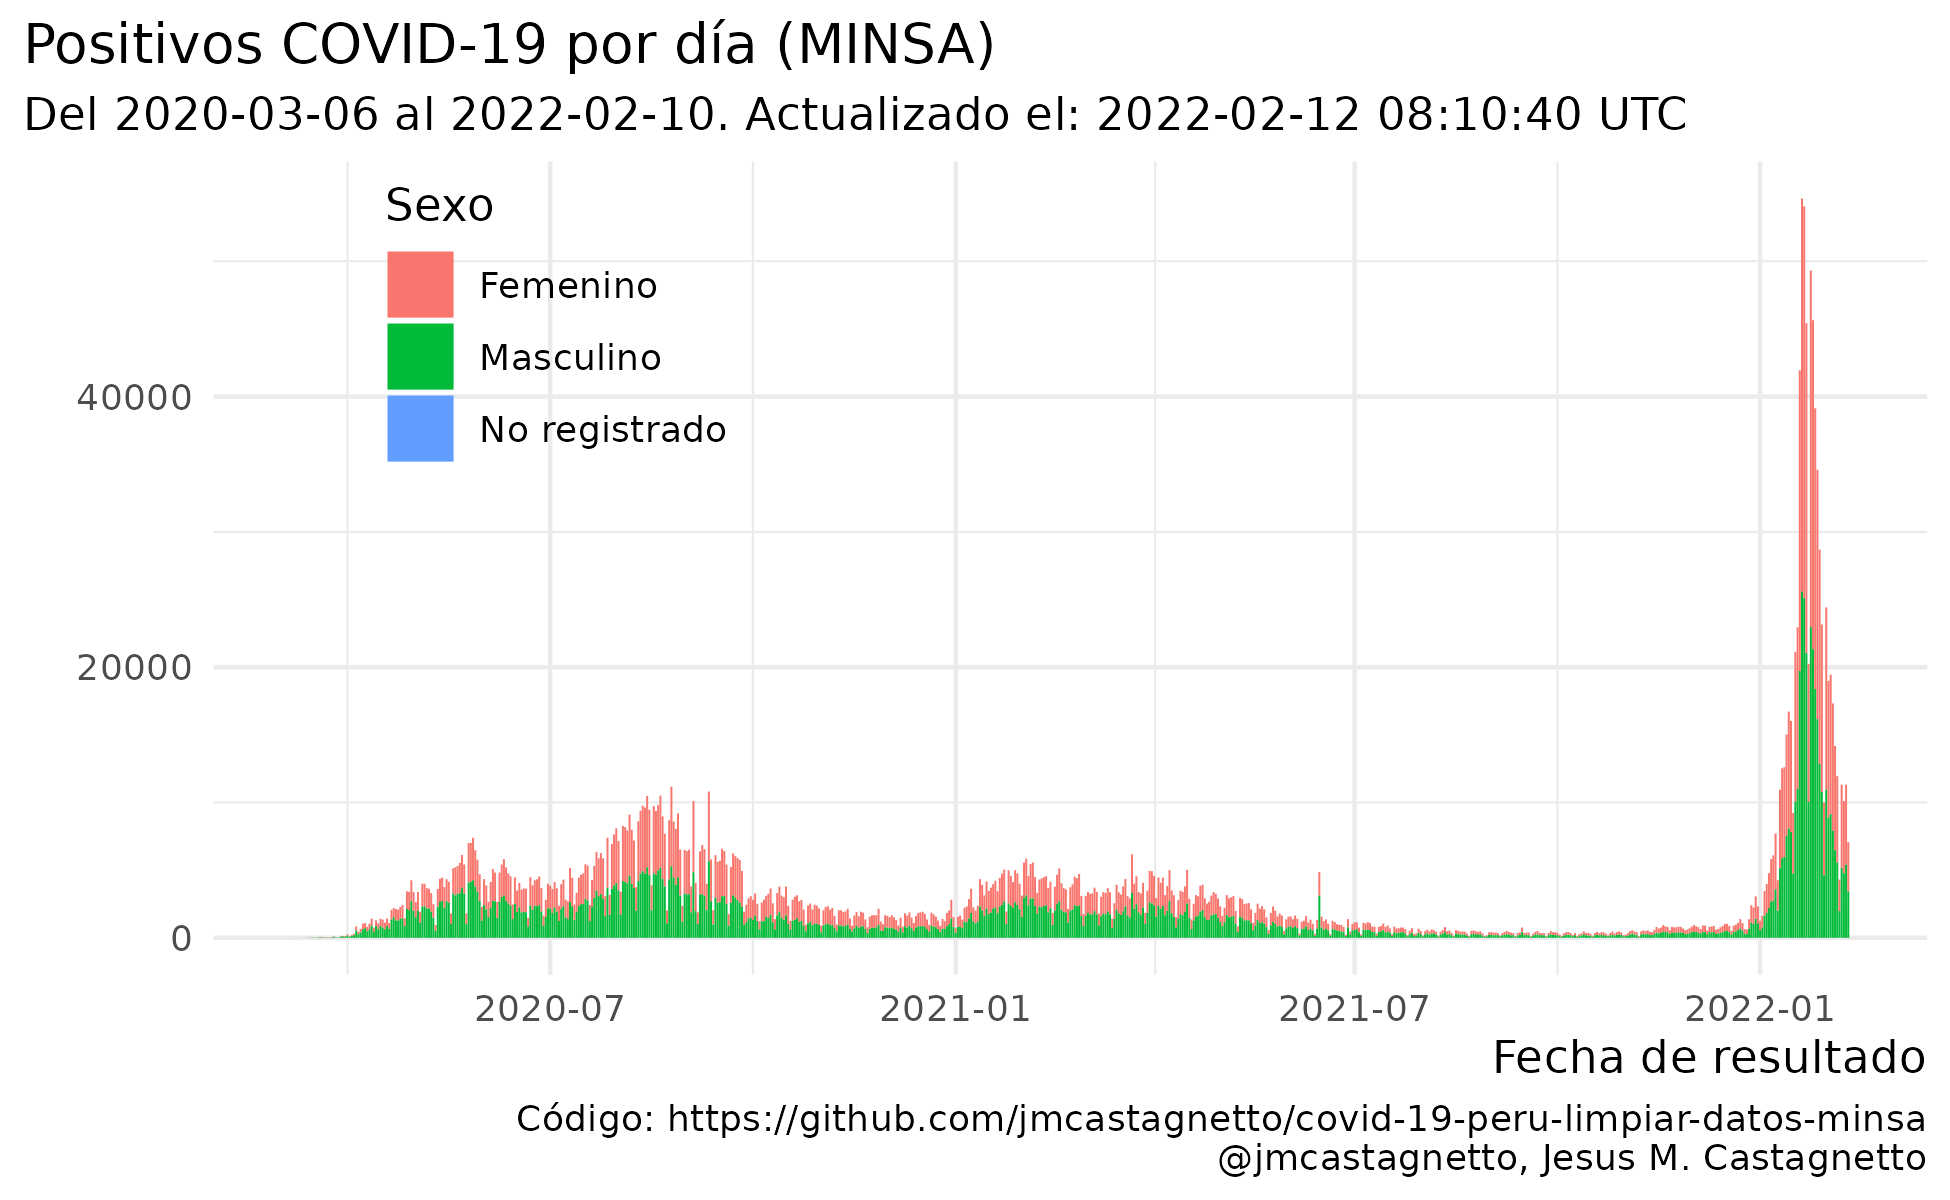 Positivos COVID-19 por día (MINSA)
Del 2020-03-06 al 2022-02-10. Actualizado el: 2022-02-12 08:10:40 UTC
Sexo
Femenino
Masculino
No registrado
40000
20000
0
2020-07
2021-01
2021-07
2022-01
Fecha de resultado
Código: https://github.com/jmcastagnetto/covid-19-peru-limpiar-datos-minsa
@jmcastagnetto, Jesus M. Castagnetto